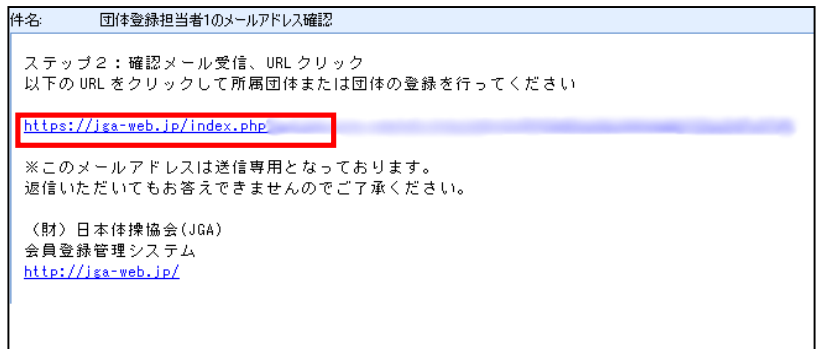 件名: 団体登録担当者1のメールアドレス確認
ステップ2:確認メール受信、URLクリック
以下のURLをクリックして所属団体または団体の登録を行ってください
https://jga-web.jp/index.php
※このメールアドレスは送信専用となっております。
返信いただいてもお答えできませんのでご了承ください。
(財)日本体操協会(JGA)
会員登録管理システム
http://jga-web.jp/